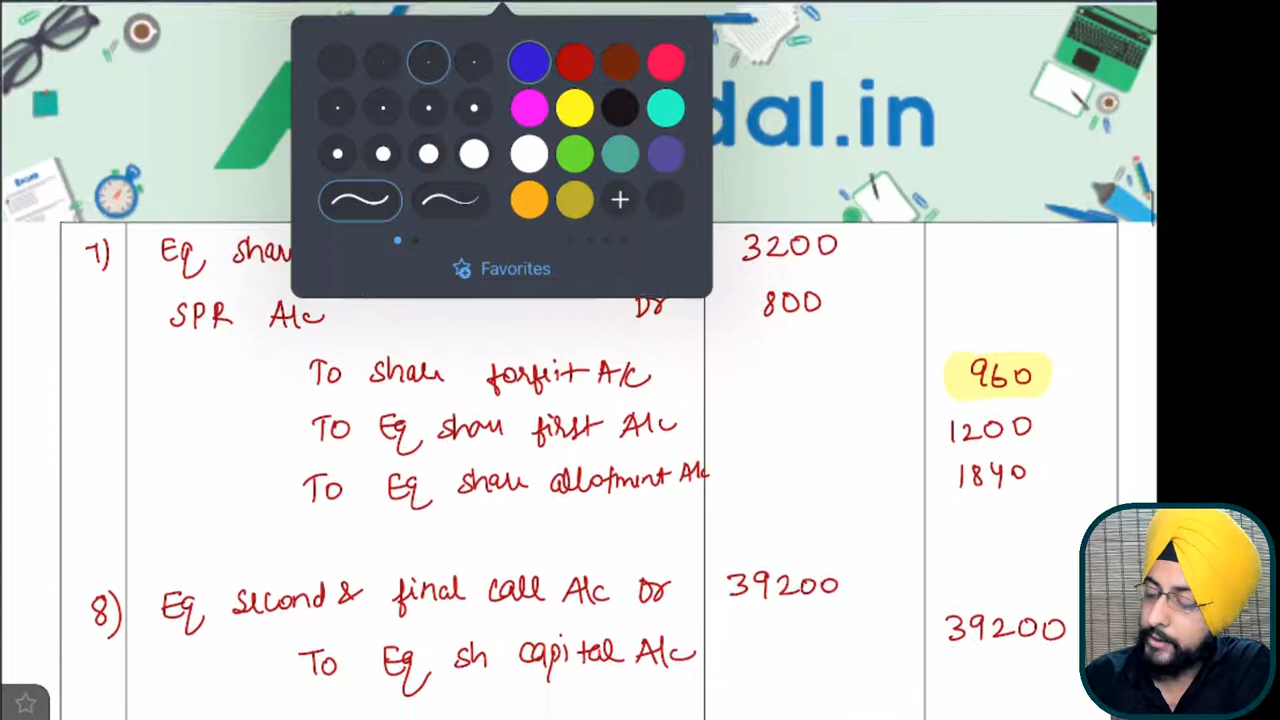 dal.in
Favorites
7) Eq shar 3200
SPR A/c Dr 800
To share forfeit A/c 960
To Eq share first A/c 1200
To Eq share allotment A/c 1840
8) Eq second & final call A/c Dr 39200
To Eq sh capital A/c 39200